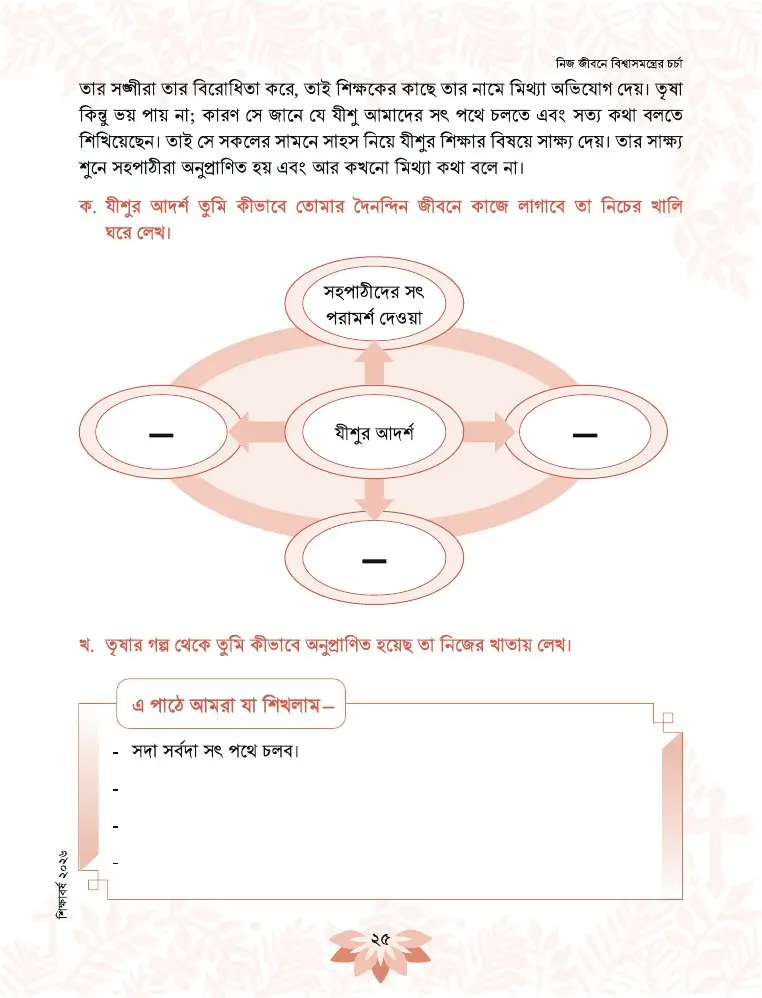 নিজ জীবনে বিশ্বাসমন্ত্রের চর্চা
তার সঙ্গীরা তার বিরোধিতা করে, তাই শিক্ষকের কাছে তার নামে মিথ্যা অভিযোগ দেয়। তৃষা
কিন্তু ভয় পায় না; কারণ সে জানে যে যীশু আমাদের সৎ পথে চলতে এবং সত্য কথা বলতে
শিখিয়েছেন। তাই সে সকলের সামনে সাহস নিয়ে যীশুর শিক্ষার বিষয়ে সাক্ষ্য দেয়। তার সাক্ষ্য
শুনে সহপাঠীরা অনুপ্রাণিত হয় এবং আর কখনো মিথ্যা কথা বলে না।
ক. যীশুর আদর্শ তুমি কীভাবে তোমার দৈনন্দিন জীবনে কাজে লাগাবে তা নিচের খালি
ঘরে লেখ।
সহপাঠীদের সৎ
পরামর্শ দেওয়া
–
যীশুর আদর্শ
–
–
খ. তৃষার গল্প থেকে তুমি কীভাবে অনুপ্রাণিত হয়েছ তা নিজের খাতায় লেখ।
এ পাঠে আমরা যা শিখলাম–
- সদা সর্বদা সৎ পথে চলব।
-
-
-
শিক্ষাবর্ষ ২০২৬
২৫